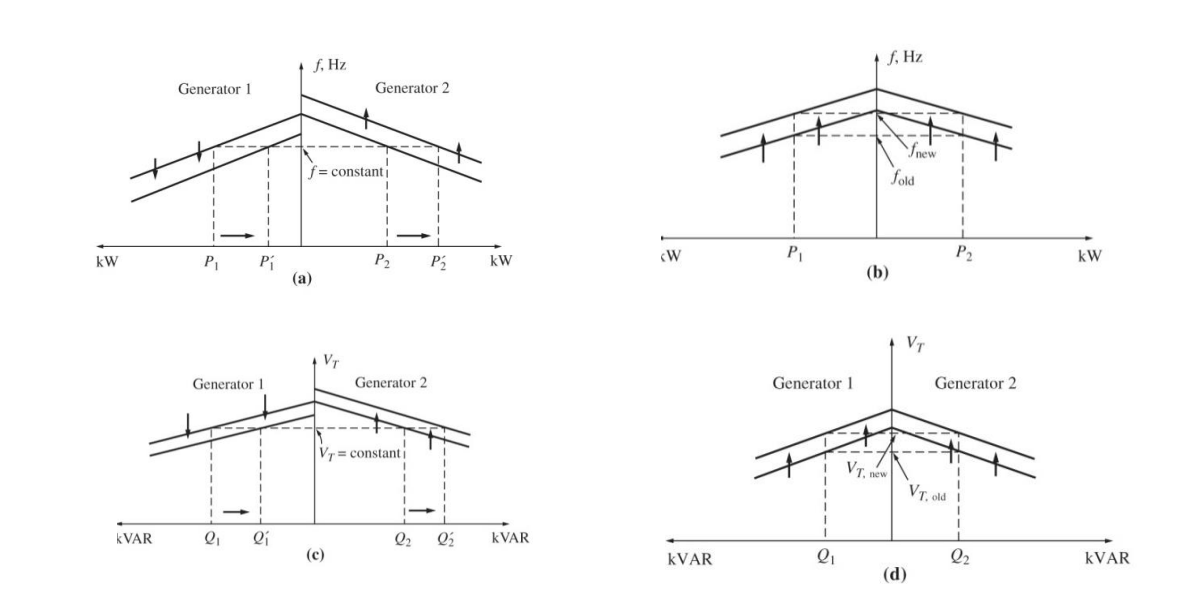 f, Hz
Generator 1
Generator 2
f = constant
kW
P1
P′1
P2
P′2
kW
(a)
f, Hz
fnew
fold
kW
P1
P2
kW
(b)
VT
Generator 1
Generator 2
VT = constant
kVAR
Q1
Q′1
Q2
Q′2
kVAR
(c)
VT
Generator 1
Generator 2
VT, new
VT, old
kVAR
Q1
Q2
kVAR
(d)